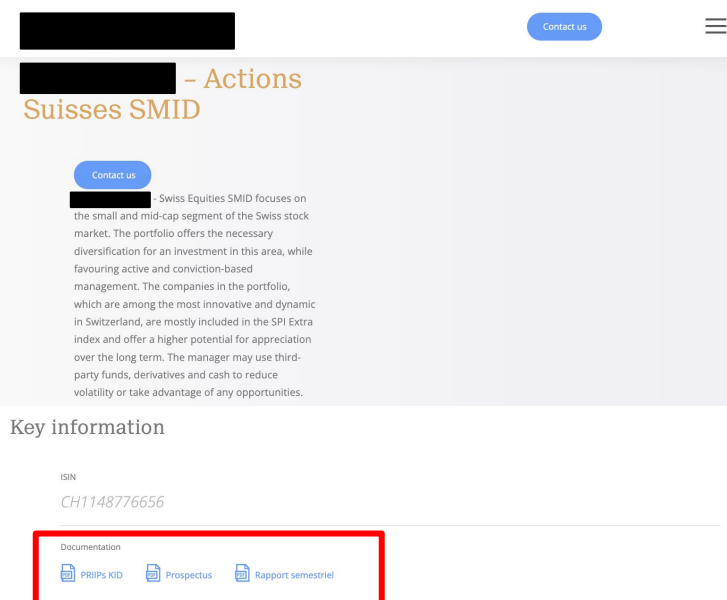 Contact us
– Actions
Suisses SMID
Contact us
- Swiss Equities SMID focuses on
the small and mid-cap segment of the Swiss stock
market. The portfolio offers the necessary
diversification for an investment in this area, while
favouring active and conviction-based
management. The companies in the portfolio,
which are among the most innovative and dynamic
in Switzerland, are mostly included in the SPI Extra
index and offer a higher potential for appreciation
over the long term. The manager may use third-
party funds, derivatives and cash to reduce
volatility or take advantage of any opportunities.
Key information
ISIN
CH1148776656
Documentation
PDF PRIIPs KID PDF Prospectus PDF Rapport semestriel